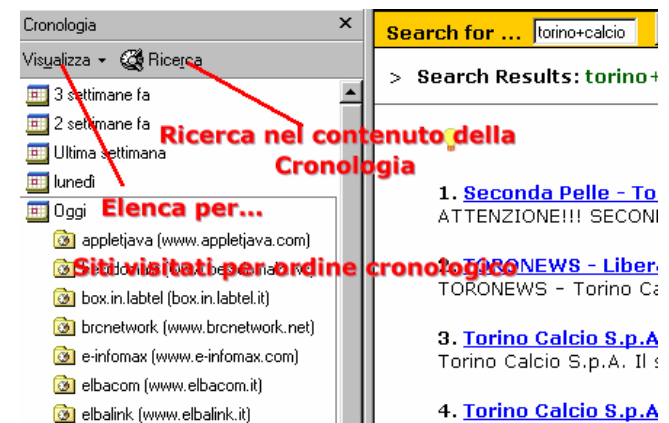 Cronologia
Visualizza
Ricerca
3 settimane fa
2 settimane fa
Ultima settimana
lunedì
Oggi
appletjava (www.appletjava.com)
box.in.labtel (box.in.labtel.it)
brcnetwork (www.brcnetwork.net)
e-infomax (www.e-infomax.com)
elbacom (www.elbacom.it)
elbalink (www.elbalink.it)
Ricerca nel contenuto della
Cronologia
Elenca per...
Siti visitati per ordine cronologico
Search for ... torino+calcio
> Search Results: torino+
1. Seconda Pelle - To
ATTENZIONE!!! SECON
2. TORONEWS - Libera
TORONEWS - Torino Ca
3. Torino Calcio S.p.A
Torino Calcio S.p.A. Il s
4. Torino Calcio S.p.A